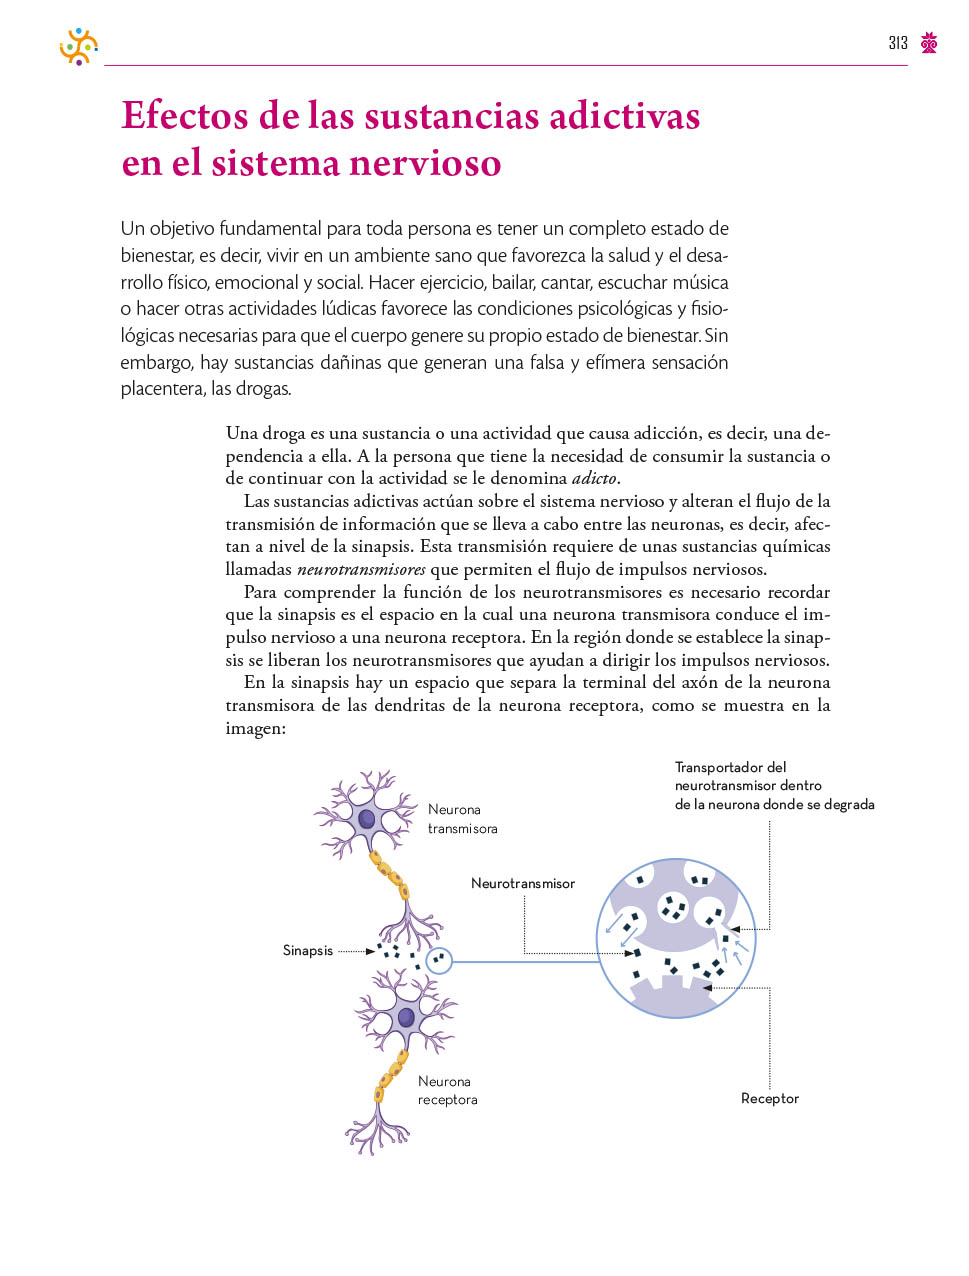 313
Efectos de las sustancias adictivas
en el sistema nervioso
Un objetivo fundamental para toda persona es tener un completo estado de
bienestar, es decir, vivir en un ambiente sano que favorezca la salud y el desa-
rrollo físico, emocional y social. Hacer ejercicio, bailar, cantar, escuchar música
o hacer otras actividades lúdicas favorece las condiciones psicológicas y fisio-
lógicas necesarias para que el cuerpo genere su propio estado de bienestar. Sin
embargo, hay sustancias dañinas que generan una falsa y efímera sensación
placentera, las drogas.
Una droga es una sustancia o una actividad que causa adicción, es decir, una de-
pendencia a ella. A la persona que tiene la necesidad de consumir la sustancia o
de continuar con la actividad se le denomina adicto.
Las sustancias adictivas actúan sobre el sistema nervioso y alteran el flujo de la
transmisión de información que se lleva a cabo entre las neuronas, es decir, afec-
tan a nivel de la sinapsis. Esta transmisión requiere de unas sustancias químicas
llamadas neurotransmisores que permiten el flujo de impulsos nerviosos.
Para comprender la función de los neurotransmisores es necesario recordar
que la sinapsis es el espacio en la cual una neurona transmisora conduce el im-
pulso nervioso a una neurona receptora. En la región donde se establece la sinap-
sis se liberan los neurotransmisores que ayudan a dirigir los impulsos nerviosos.
En la sinapsis hay un espacio que separa la terminal del axón de la neurona
transmisora de las dendritas de la neurona receptora, como se muestra en la
imagen:
Transportador del
neurotransmisor dentro
de la neurona donde se degrada
Neurona
transmisora
Neurotransmisor
Sinapsis
Neurona
receptora
Receptor